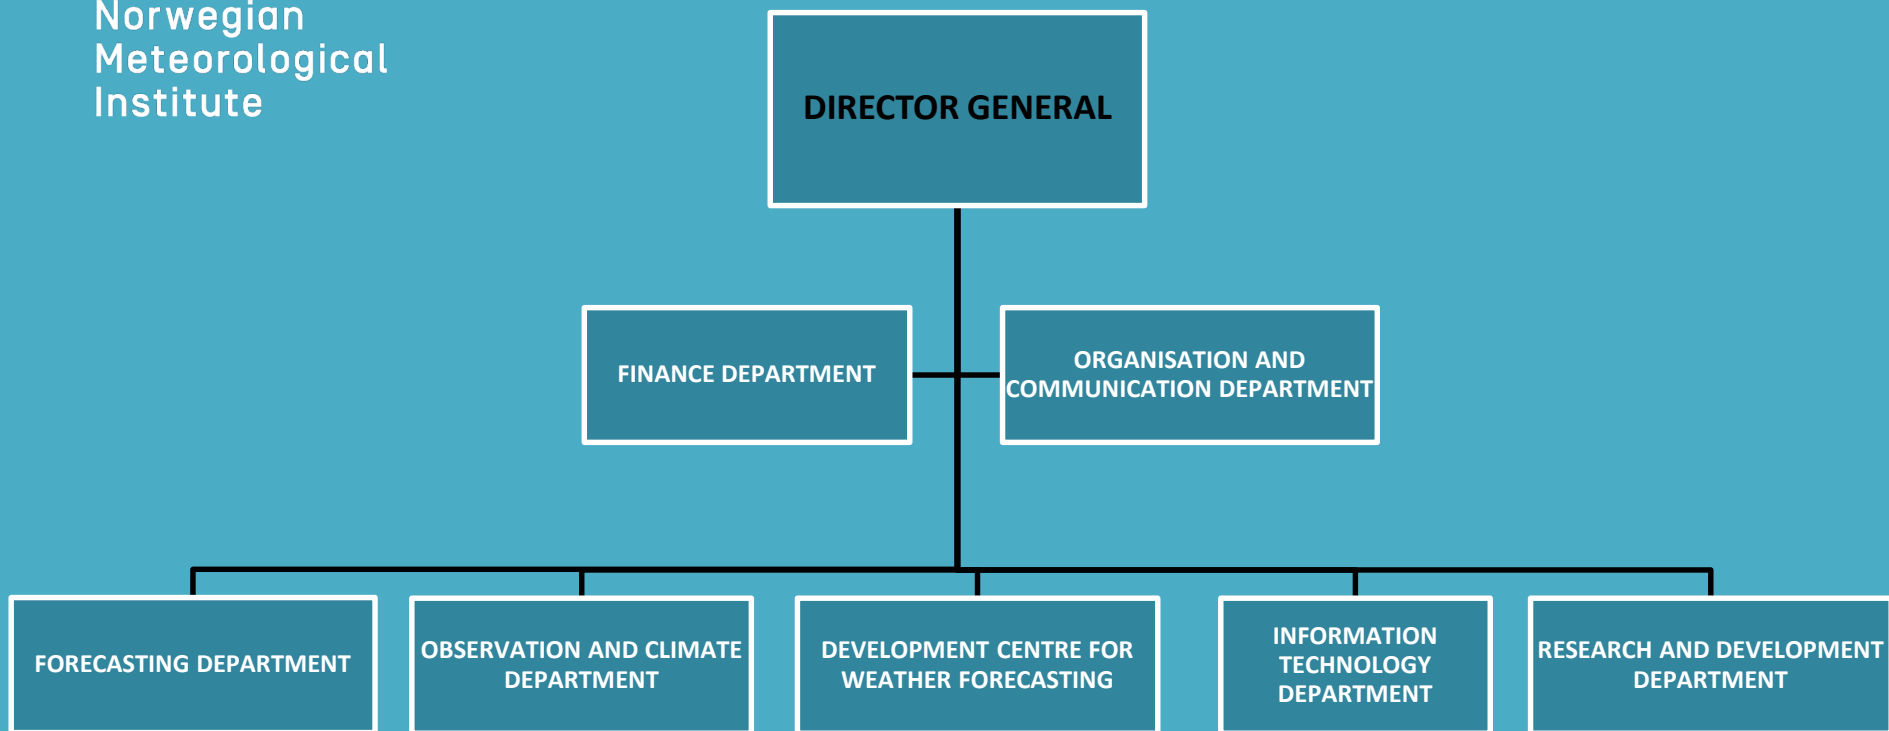 Norwegian
Meteorological
Institute
DIRECTOR GENERAL
FINANCE DEPARTMENT
ORGANISATION AND
COMMUNICATION DEPARTMENT
FORECASTING DEPARTMENT
OBSERVATION AND CLIMATE
DEPARTMENT
DEVELOPMENT CENTRE FOR
WEATHER FORECASTING
INFORMATION
TECHNOLOGY
DEPARTMENT
RESEARCH AND DEVELOPMENT
DEPARTMENT